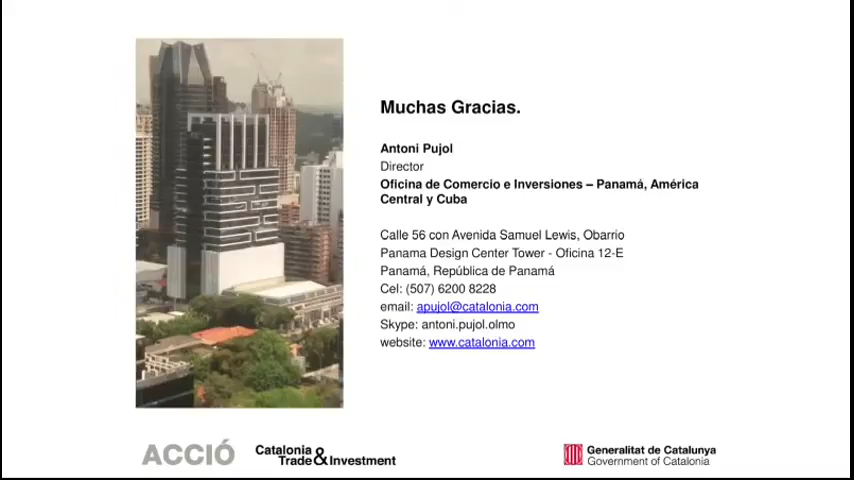 Muchas Gracias.
Antoni Pujol
Director
Oficina de Comercio e Inversiones – Panamá, América
Central y Cuba
Calle 56 con Avenida Samuel Lewis, Obarrio
Panama Design Center Tower - Oficina 12-E
Panamá, República de Panamá
Cel: (507) 6200 8228
email: apujol@catalonia.com
Skype: antoni.pujol.olmo
website: www.catalonia.com
ACCIÓ
Catalonia
Trade & Investment
Generalitat de Catalunya
Government of Catalonia